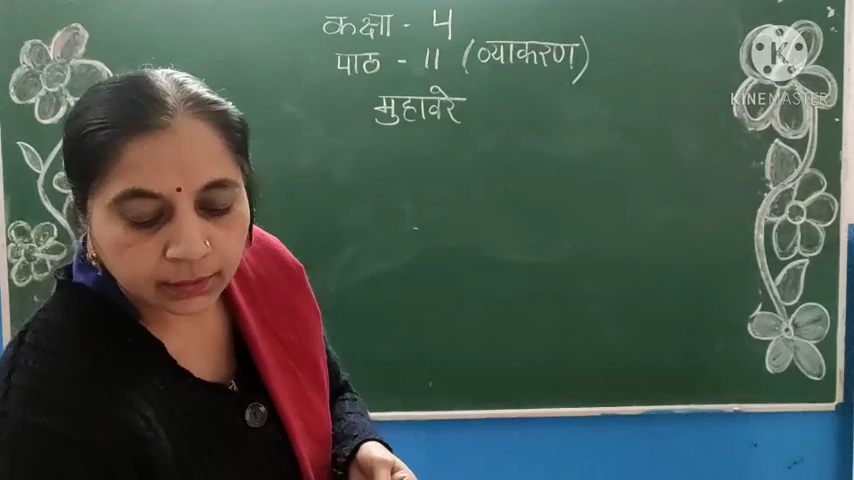 कक्षा - 4
पाठ - 11 (व्याकरण)
मुहावरे
K
KINEMASTER